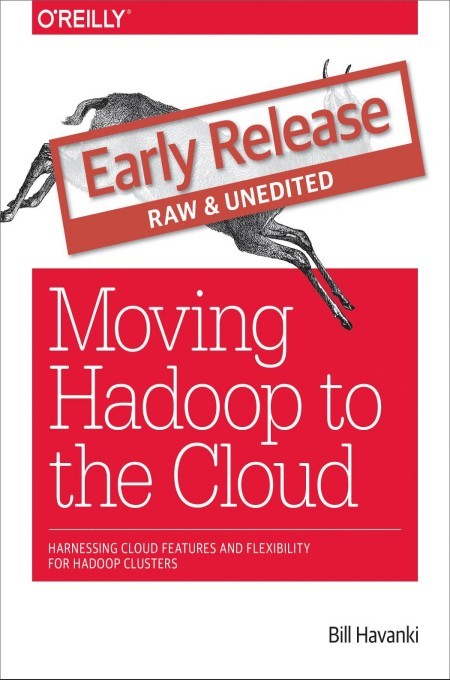 O'REILLY®
Early Release
RAW & UNEDITED
Moving
Hadoop to
the Cloud
HARNESSING CLOUD FEATURES AND FLEXIBILITY
FOR HADOOP CLUSTERS
Bill Havanki